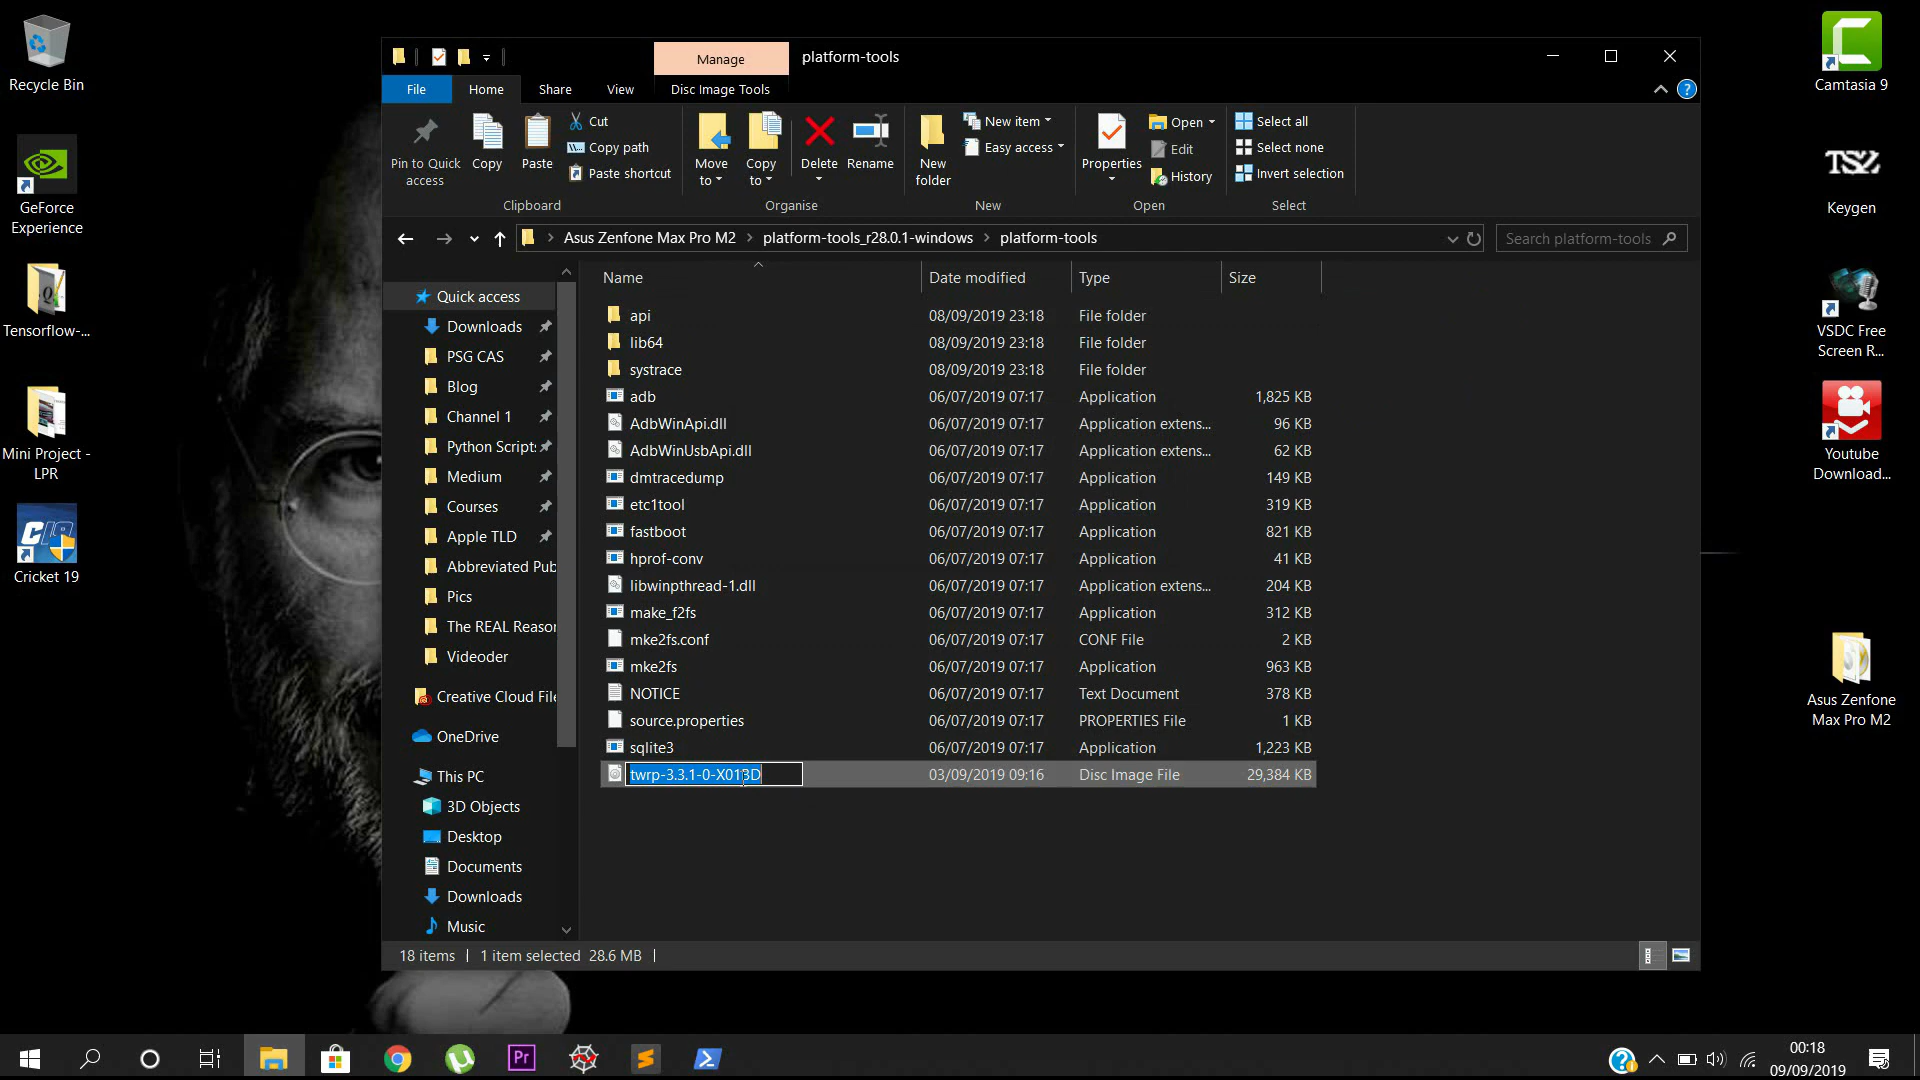 Recycle Bin
GeForce
Experience
Tensorflow-...
Mini Project -
LPR
Cricket 19
Camtasia 9
TSZ
Keygen
VSDC Free
Screen R...
Youtube
Download...
Asus Zenfone
Max Pro M2
Manage
platform-tools
File
Home
Share
View
Disc Image Tools
Pin to Quick
access
Copy
Paste
Cut
Copy path
Paste shortcut
Clipboard
Move
to
Copy
to
Delete
Rename
Organise
New
folder
New item
Easy access
New
Properties
Open
Edit
History
Open
Select all
Select none
Invert selection
Select
Asus Zenfone Max Pro M2 > platform-tools_r28.0.1-windows > platform-tools
Search platform-tools
Quick access
Downloads
PSG CAS
Blog
Channel 1
Python Scripts
Medium
Courses
Apple TLD
Abbreviated Pub
Pics
The REAL Reason
Videoder
Creative Cloud File
OneDrive
This PC
3D Objects
Desktop
Documents
Downloads
Music
Name Date modified Type Size
api 08/09/2019 23:18 File folder
lib64 08/09/2019 23:18 File folder
systrace 08/09/2019 23:18 File folder
adb 06/07/2019 07:17 Application 1,825 KB
AdbWinApi.dll 06/07/2019 07:17 Application extens... 96 KB
AdbWinUsbApi.dll 06/07/2019 07:17 Application extens... 62 KB
dmtracedump 06/07/2019 07:17 Application 149 KB
etc1tool 06/07/2019 07:17 Application 319 KB
fastboot 06/07/2019 07:17 Application 821 KB
hprof-conv 06/07/2019 07:17 Application 41 KB
libwinpthread-1.dll 06/07/2019 07:17 Application extens... 204 KB
make_f2fs 06/07/2019 07:17 Application 312 KB
mke2fs.conf 06/07/2019 07:17 CONF File 2 KB
mke2fs 06/07/2019 07:17 Application 963 KB
NOTICE 06/07/2019 07:17 Text Document 378 KB
source.properties 06/07/2019 07:17 PROPERTIES File 1 KB
sqlite3 06/07/2019 07:17 Application 1,223 KB
twrp-3.3.1-0-X013D 03/09/2019 09:16 Disc Image File 29,384 KB
18 items 1 item selected 28.6 MB
Pr
00:18
09/09/2019